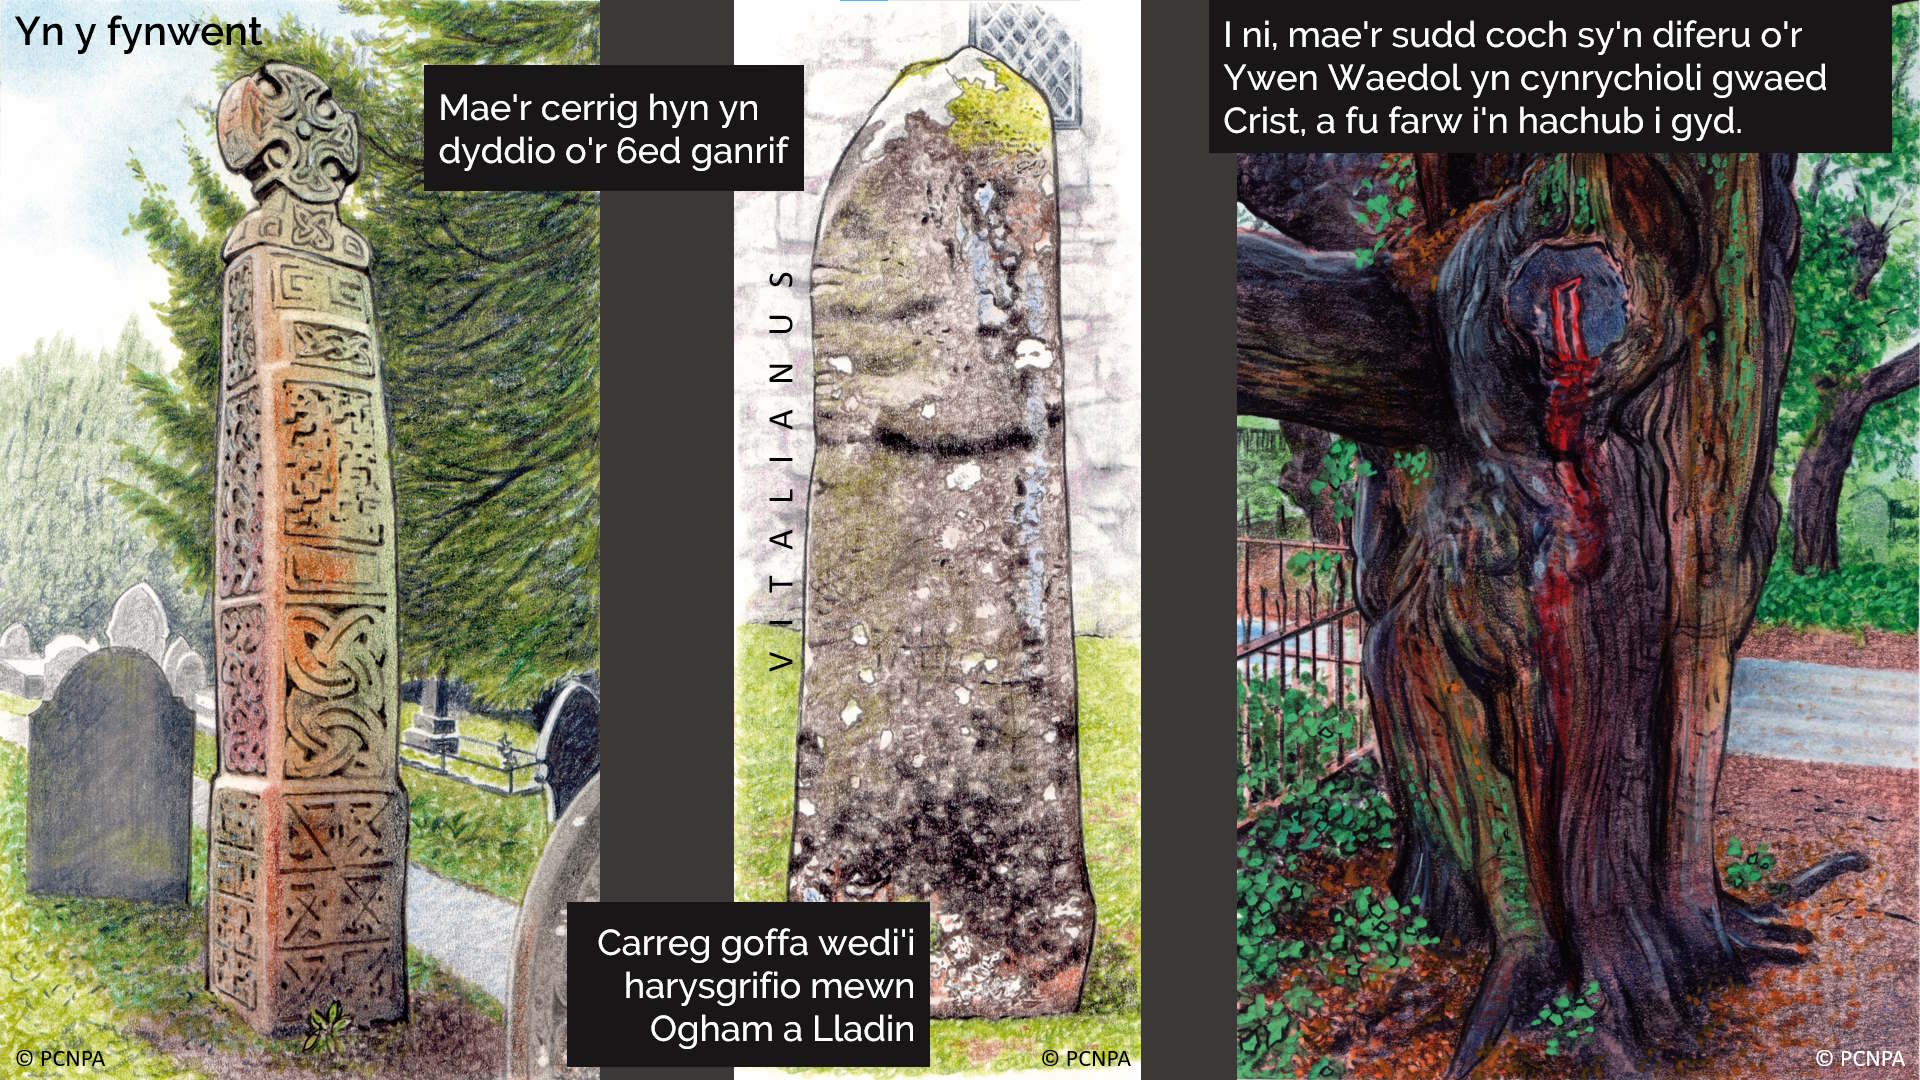 Yn y fynwent
Mae'r cerrig hyn yn
dyddio o'r 6ed ganrif
VITALIANUS
Carreg goffa wedi'i
harysgrifio mewn
Ogham a Lladin
I ni, mae'r sudd coch sy'n diferu o'r
Ywen Waedol yn cynrychioli gwaed
Crist, a fu farw i'n hachub i gyd.
© PCNPA
© PCNPA
© PCNPA